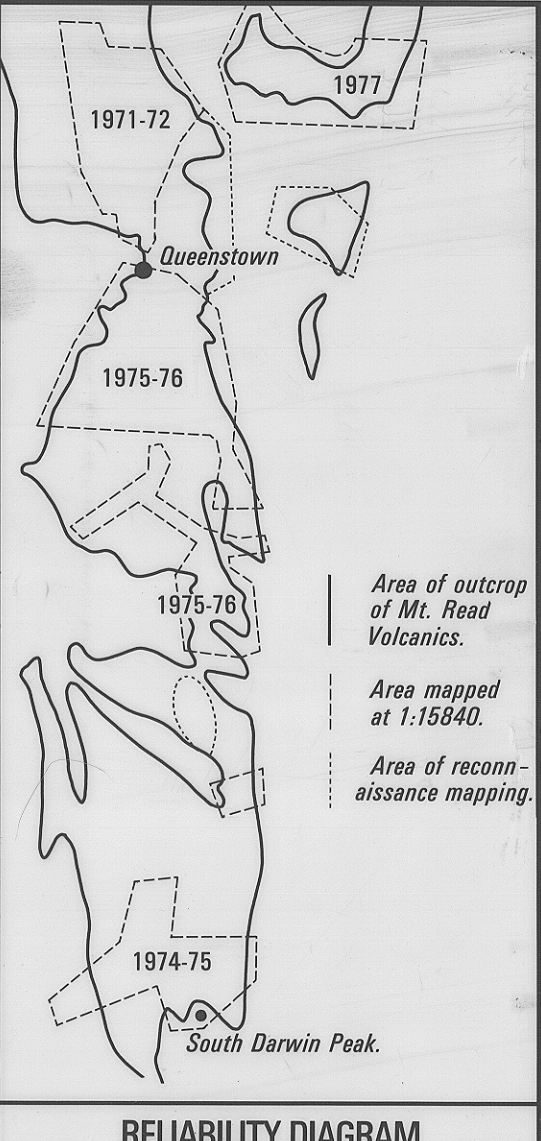 1977
1971-72
Queenstown
1975-76
1975-76
Area of outcrop
of Mt. Read
Volcanics.
Area mapped
at 1:15840.
Area of reconn-
aissance mapping.
1974-75
South Darwin Peak.
RELIABILITY DIAGRAM